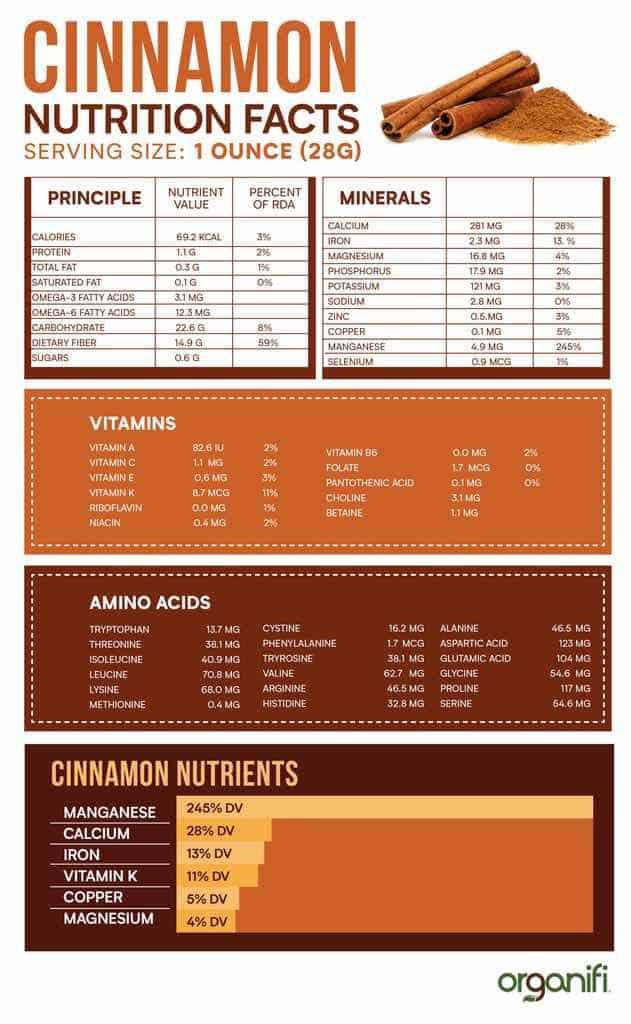 CINNAMON
NUTRITION FACTS
SERVING SIZE: 1 OUNCE (28G)
PRINCIPLE NUTRIENT VALUE PERCENT OF RDA
CALORIES 69.2 KCAL 3%
PROTEIN 1.1 G 2%
TOTAL FAT 0.3 G 1%
SATURATED FAT 0.1 G 0%
OMEGA-3 FATTY ACIDS 3.1 MG
OMEGA-6 FATTY ACIDS 12.3 MG
CARBOHYDRATE 22.6 G 8%
DIETARY FIBER 14.9 G 59%
SUGARS 0.6 G
MINERALS
CALCIUM 281 MG 28%
IRON 2.3 MG 13. %
MAGNESIUM 16.8 MG 4%
PHOSPHORUS 17.9 MG 2%
POTASSIUM 121 MG 3%
SODIUM 2.8 MG 0%
ZINC 0.5.MG 3%
COPPER 0.1 MG 5%
MANGANESE 4.9 MG 245%
SELENIUM 0.9 MCG 1%
VITAMINS
VITAMIN A 82.6 IU 2%
VITAMIN C 1.1 MG 2%
VITAMIN E 0.6 MG 3%
VITAMIN K 8.7 MCG 11%
RIBOFLAVIN 0.0 MG 1%
NIACIN 0.4 MG 2%
VITAMIN B6 0.0 MG 2%
FOLATE 1.7 MCG 0%
PANTOTHENIC ACID 0.1 MG 0%
CHOLINE 3.1 MG
BETAINE 1.1 MG
AMINO ACIDS
TRYPTOPHAN 13.7 MG
THREONINE 38.1 MG
ISOLEUCINE 40.9 MG
LEUCINE 70.8 MG
LYSINE 68.0 MG
METHIONINE 0.4 MG
CYSTINE 16.2 MG
PHENYLALANINE 1.7 MCG
TRYROSINE 38.1 MG
VALINE 62.7 MG
ARGININE 46.5 MG
HISTIDINE 32.8 MG
ALANINE 46.5 MG
ASPARTIC ACID 123 MG
GLUTAMIC ACID 104 MG
GLYCINE 54.6 MG
PROLINE 117 MG
SERINE 54.6 MG
CINNAMON NUTRIENTS
MANGANESE 245% DV
CALCIUM 28% DV
IRON 13% DV
VITAMIN K 11% DV
COPPER 5% DV
MAGNESIUM 4% DV
organifi